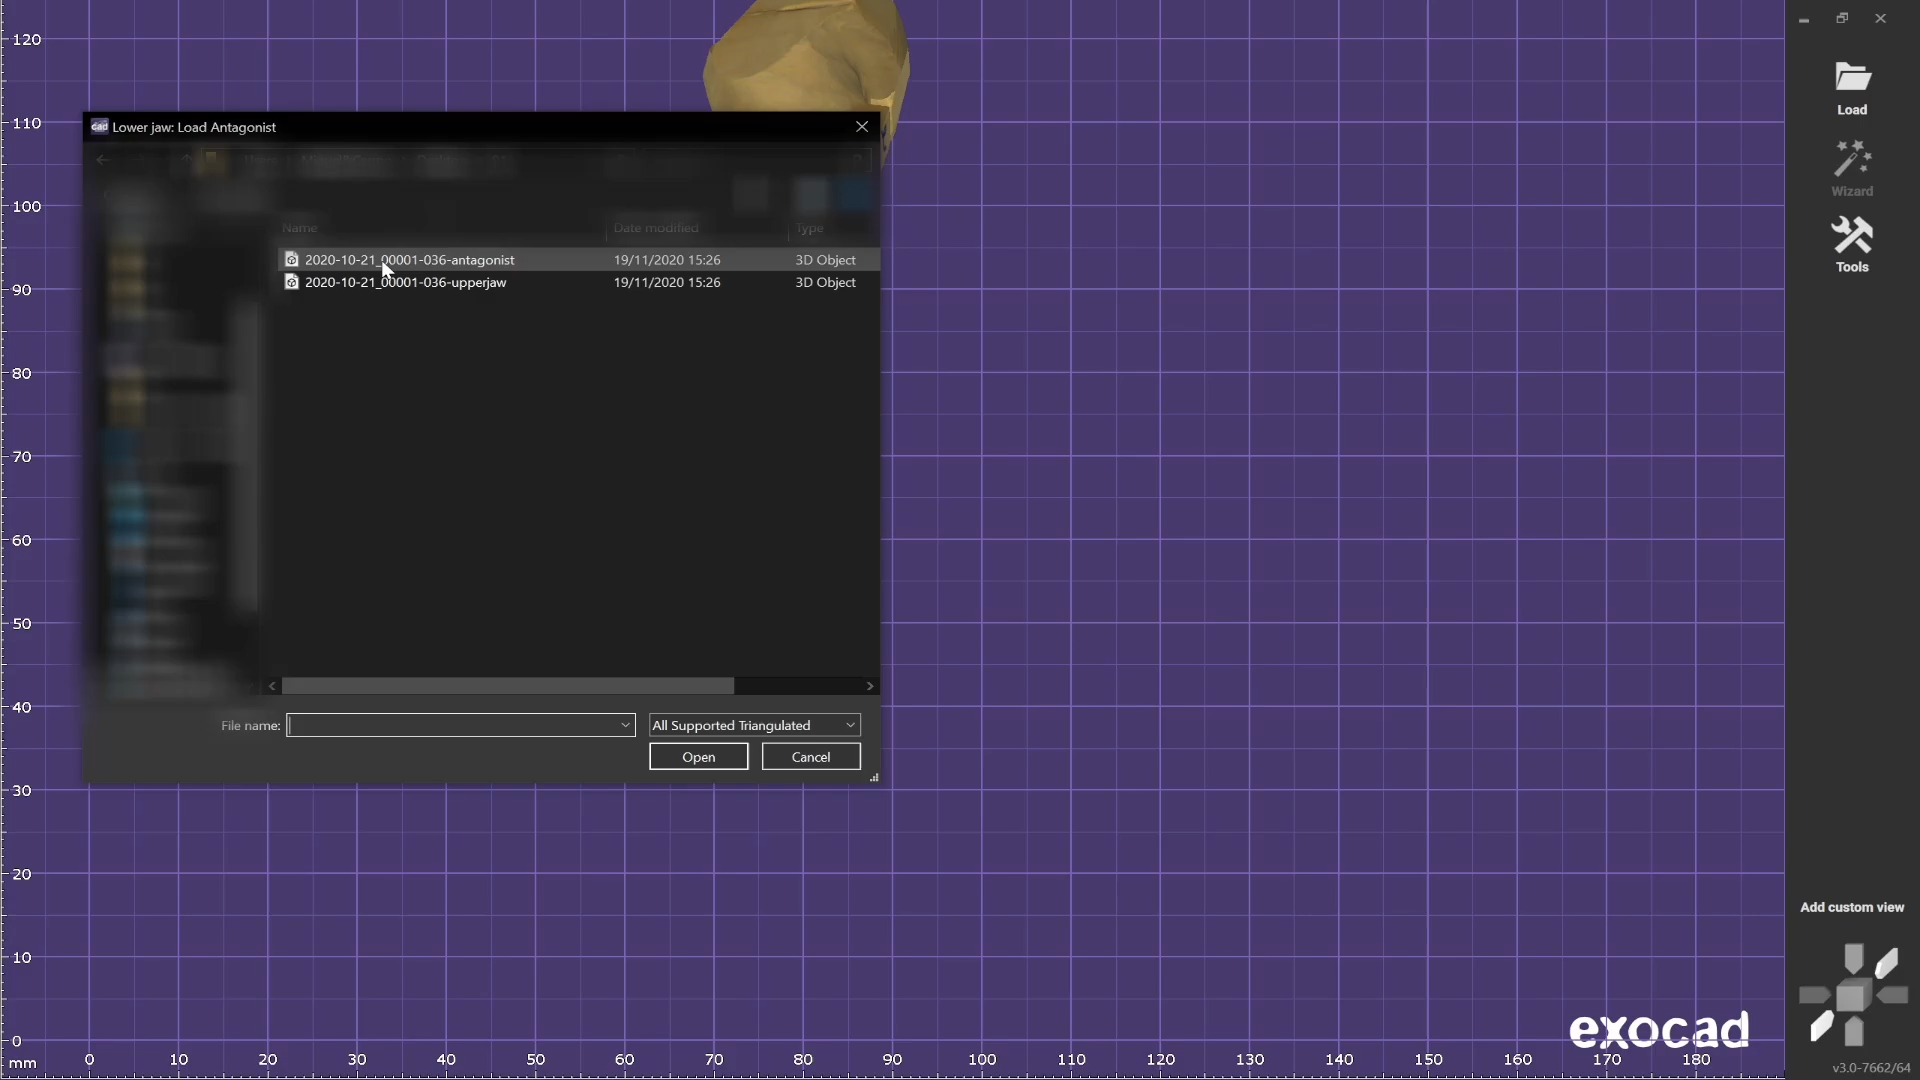 Lower jaw: Load Antagonist
Name
Date modified
Type
2020-10-21_00001-036-antagonist
19/11/2020 15:26
3D Object
2020-10-21_00001-036-upperjaw
19/11/2020 15:26
3D Object
File name:
All Supported Triangulated
Open
Cancel
Load
Wizard
Tools
Add custom view
exocad
v3.0-7662/64
120
110
100
90
80
70
60
50
40
30
20
10
0
mm
0 10 20 30 40 50 60 70 80 90 100 110 120 130 140 150 160 170 180